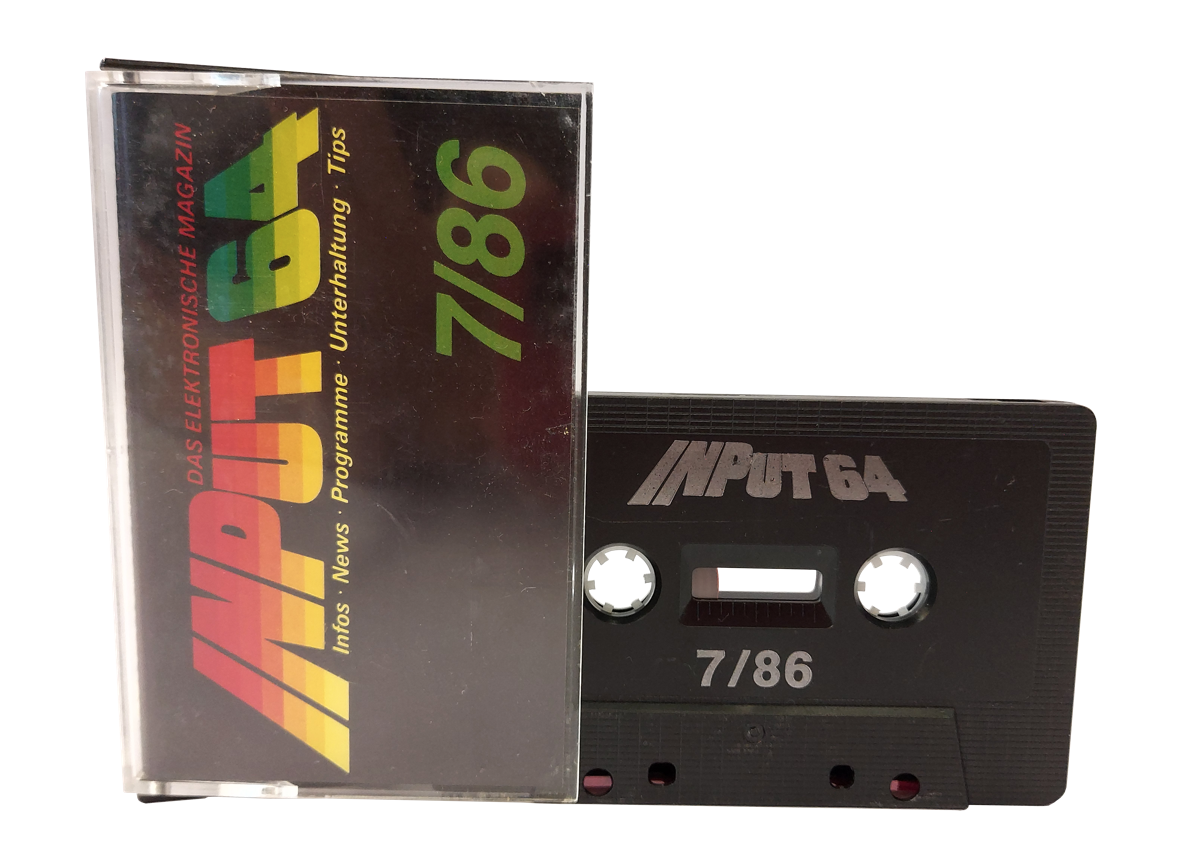 DAS ELEKTRONISCHE MAGAZIN
INPUT 64
Infos · News · Programme · Unterhaltung · Tips
7/86
INPUT 64
7/86